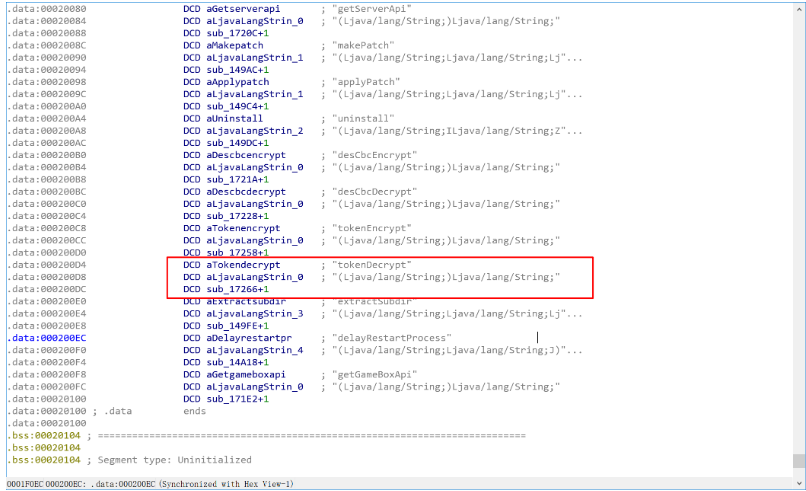 .data:00020080 DCD aGetserverapi ; "getServerApi"
.data:00020084 DCD aLjavaLangStrin_0 ; "(Ljava/lang/String;)Ljava/lang/String;"
.data:00020088 DCD sub_1720C+1
.data:0002008C DCD aMakepatch ; "makePatch"
.data:00020090 DCD aLjavaLangStrin_1 ; "(Ljava/lang/String;Ljava/lang/String;Lj"...
.data:00020094 DCD sub_149AC+1
.data:00020098 DCD aApplypatch ; "applyPatch"
.data:0002009C DCD aLjavaLangStrin_1 ; "(Ljava/lang/String;Ljava/lang/String;Lj"...
.data:000200A0 DCD sub_149C4+1
.data:000200A4 DCD aUninstall ; "uninstall"
.data:000200A8 DCD aLjavaLangStrin_2 ; "(Ljava/lang/String;ILjava/lang/String;Z"...
.data:000200AC DCD sub_149DC+1
.data:000200B0 DCD aDescbcencrypt ; "desCbcEncrypt"
.data:000200B4 DCD aLjavaLangStrin_0 ; "(Ljava/lang/String;)Ljava/lang/String;"
.data:000200B8 DCD sub_1721A+1
.data:000200BC DCD aDescbcdecrypt ; "desCbcDecrypt"
.data:000200C0 DCD aLjavaLangStrin_0 ; "(Ljava/lang/String;)Ljava/lang/String;"
.data:000200C4 DCD sub_17228+1
.data:000200C8 DCD aTokenencrypt ; "tokenEncrypt"
.data:000200CC DCD aLjavaLangStrin_0 ; "(Ljava/lang/String;)Ljava/lang/String;"
.data:000200D0 DCD sub_17258+1
.data:000200D4 DCD aTokendecrypt ; "tokenDecrypt"
.data:000200D8 DCD aLjavaLangStrin_0 ; "(Ljava/lang/String;)Ljava/lang/String;"
.data:000200DC DCD sub_17266+1
.data:000200E0 DCD aExtractsubdir ; "extractSubdir"
.data:000200E4 DCD aLjavaLangStrin_3 ; "(Ljava/lang/String;Ljava/lang/String;Lj"...
.data:000200E8 DCD sub_149FE+1
.data:000200EC DCD aDelayrestartpr ; "delayRestartProcess"
.data:000200F0 DCD aLjavaLangStrin_4 ; "(Ljava/lang/String;Ljava/lang/String;J)"...
.data:000200F4 DCD sub_14A18+1
.data:000200F8 DCD aGetgameboxapi ; "getGameBoxApi"
.data:000200FC DCD aLjavaLangStrin_0 ; "(Ljava/lang/String;)Ljava/lang/String;"
.data:00020100 DCD sub_171E2+1
.data:00020100 ; .data ends
.data:00020100
.bss:00020104 ; ===========================================================================
.bss:00020104
.bss:00020104 ; Segment type: Uninitialized
0001F0EC 000200EC: .data:000200EC (Synchronized with Hex View-1)